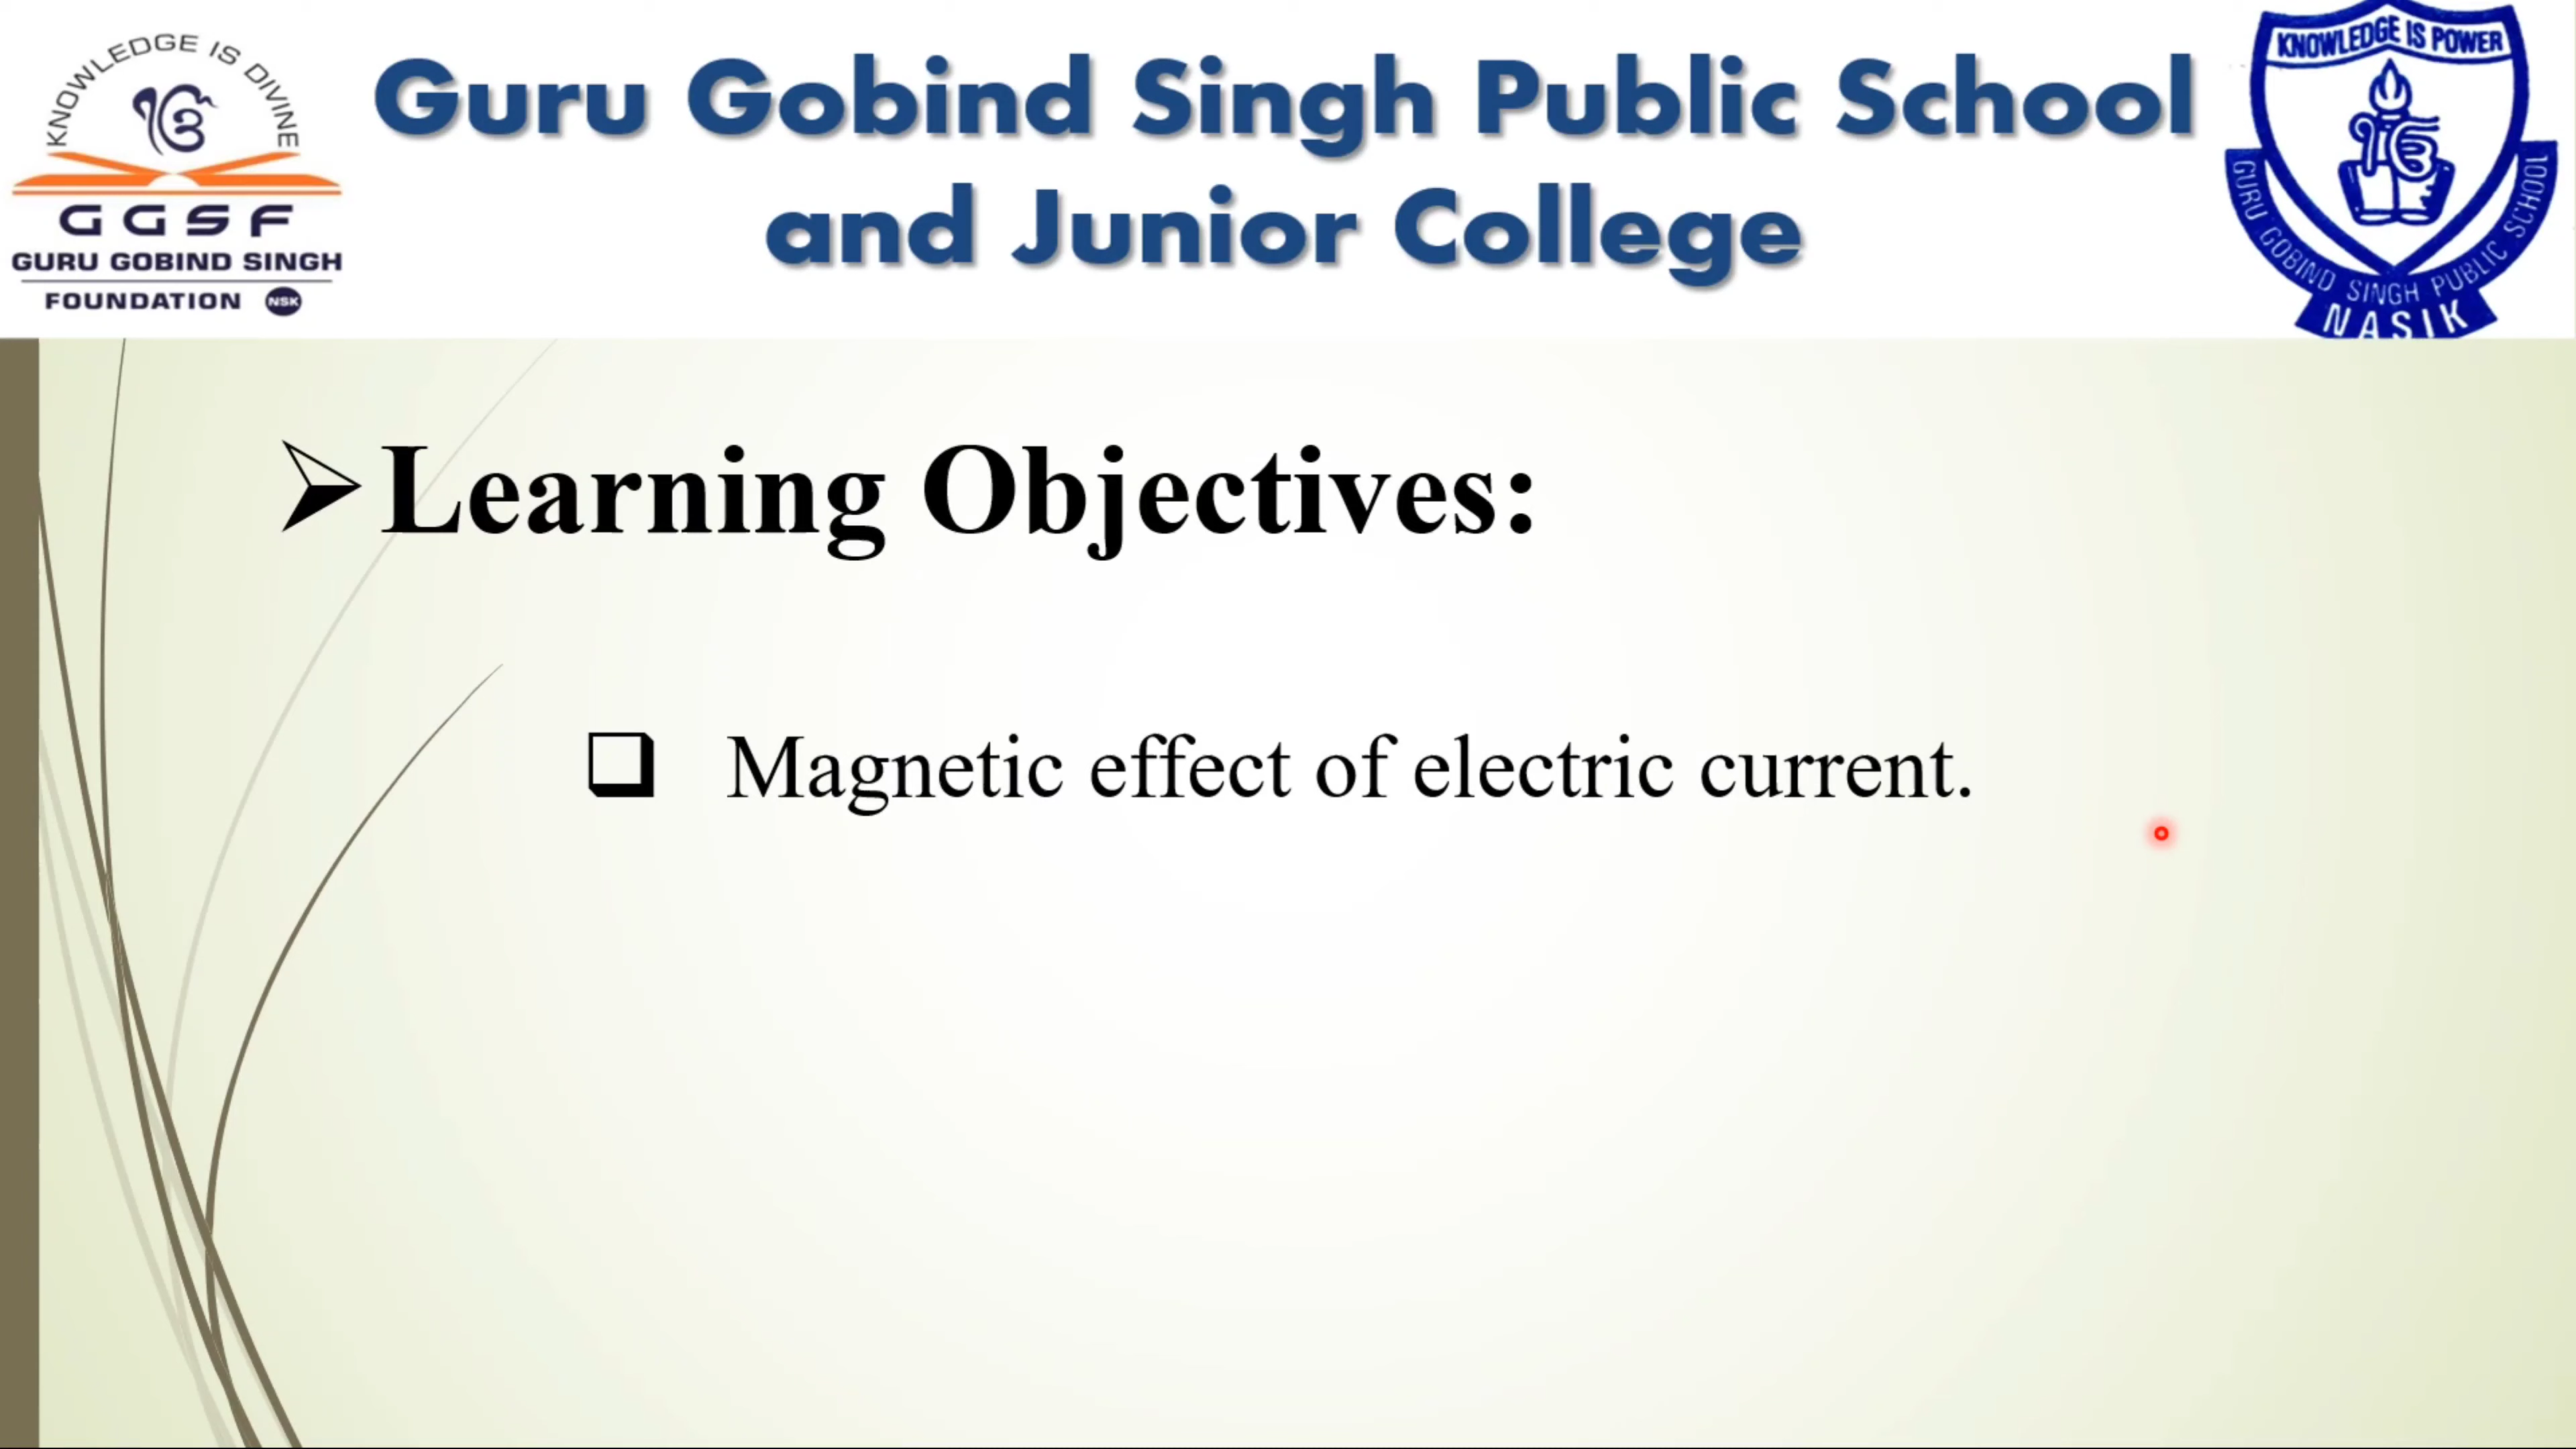 KNOWLEDGE IS DIVINE
ੴ
GGSF
GURU GOBIND SINGH
FOUNDATION NSK
Guru Gobind Singh Public School
and Junior College
KNOWLEDGE IS POWER
ੴ
GURU GOBIND SINGH PUBLIC SCHOOL
NASIK
Learning Objectives:
Magnetic effect of electric current.